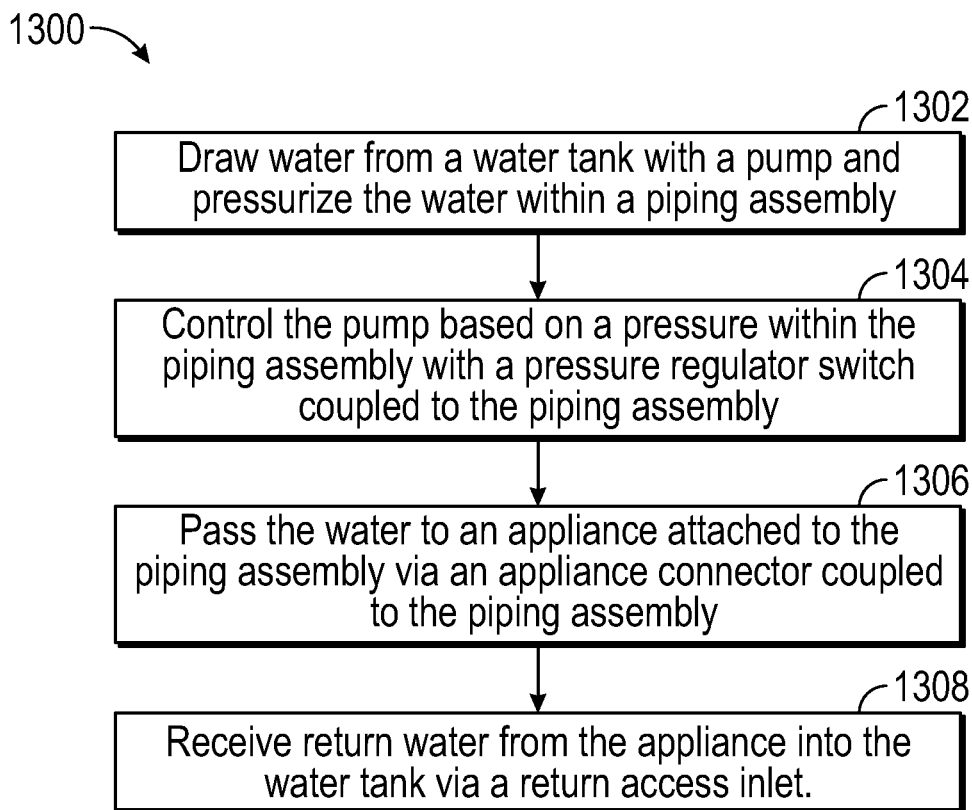 1300
1302
Draw water from a water tank with a pump and
pressurize the water within a piping assembly
1304
Control the pump based on a pressure within the
piping assembly with a pressure regulator switch
coupled to the piping assembly
1306
Pass the water to an appliance attached to the
piping assembly via an appliance connector coupled
to the piping assembly
1308
Receive return water from the appliance into the
water tank via a return access inlet.